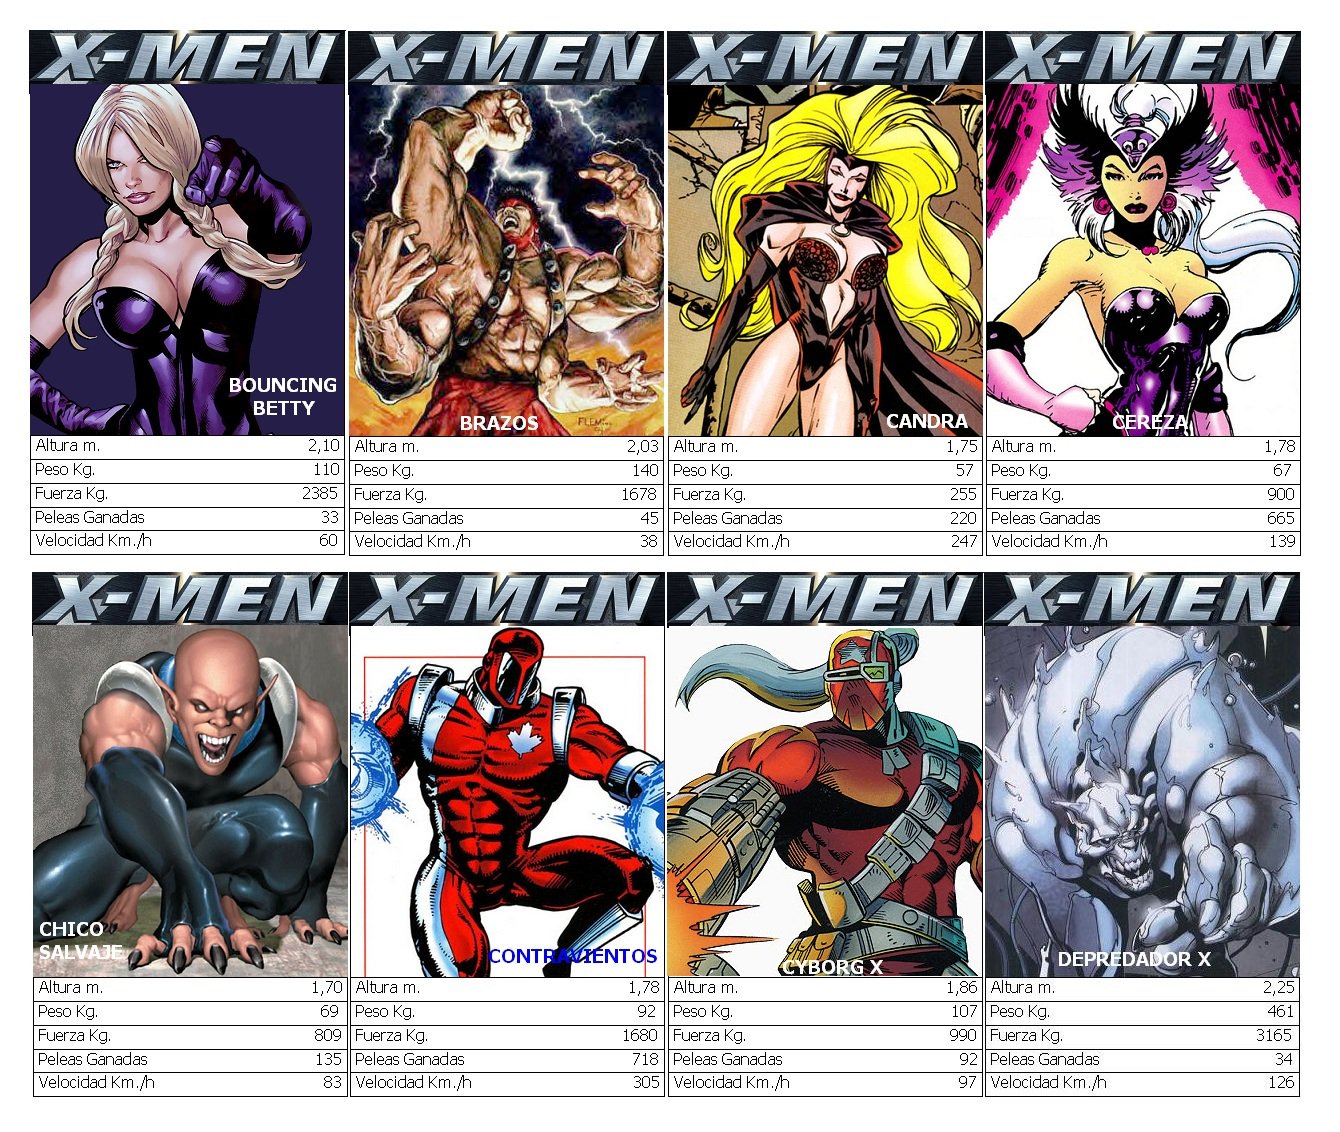 X-MEN
BOUNCING
BETTY
Altura m. 2,10
Peso Kg. 110
Fuerza Kg. 2385
Peleas Ganadas 33
Velocidad Km./h 60
X-MEN
BRAZOS
Altura m. 2,03
Peso Kg. 140
Fuerza Kg. 1678
Peleas Ganadas 45
Velocidad Km./h 38
X-MEN
CANDRA
Altura m. 1,75
Peso Kg. 57
Fuerza Kg. 255
Peleas Ganadas 220
Velocidad Km./h 247
X-MEN
CEREZA
Altura m. 1,78
Peso Kg. 67
Fuerza Kg. 900
Peleas Ganadas 665
Velocidad Km./h 139
X-MEN
CHICO
SALVAJE
Altura m. 1,70
Peso Kg. 69
Fuerza Kg. 809
Peleas Ganadas 135
Velocidad Km./h 83
X-MEN
CONTRAVIENTOS
Altura m. 1,78
Peso Kg. 92
Fuerza Kg. 1680
Peleas Ganadas 718
Velocidad Km./h 305
X-MEN
CYBORG X
Altura m. 1,86
Peso Kg. 107
Fuerza Kg. 990
Peleas Ganadas 92
Velocidad Km./h 97
X-MEN
DEPREDADOR X
Altura m. 2,25
Peso Kg. 461
Fuerza Kg. 3165
Peleas Ganadas 34
Velocidad Km./h 126